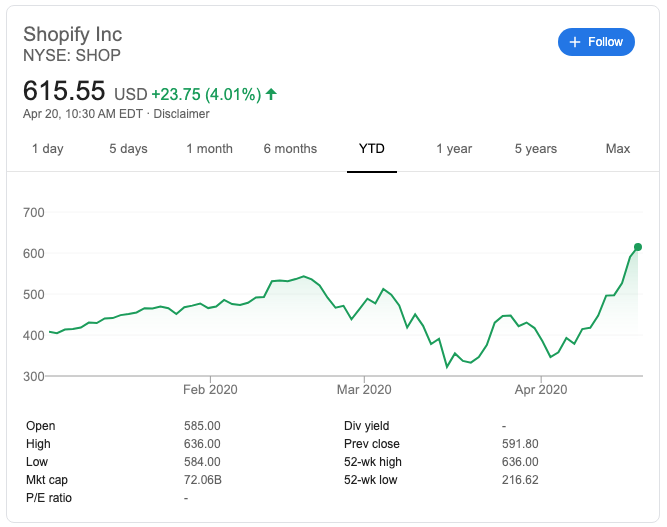 Shopify Inc
NYSE: SHOP
+ Follow
615.55 USD +23.75 (4.01%)
Apr 20, 10:30 AM EDT · Disclaimer
1 day 5 days 1 month 6 months YTD 1 year 5 years Max
700
600
500
400
300
Feb 2020 Mar 2020 Apr 2020
Open 585.00 Div yield -
High 636.00 Prev close 591.80
Low 584.00 52-wk high 636.00
Mkt cap 72.06B 52-wk low 216.62
P/E ratio -